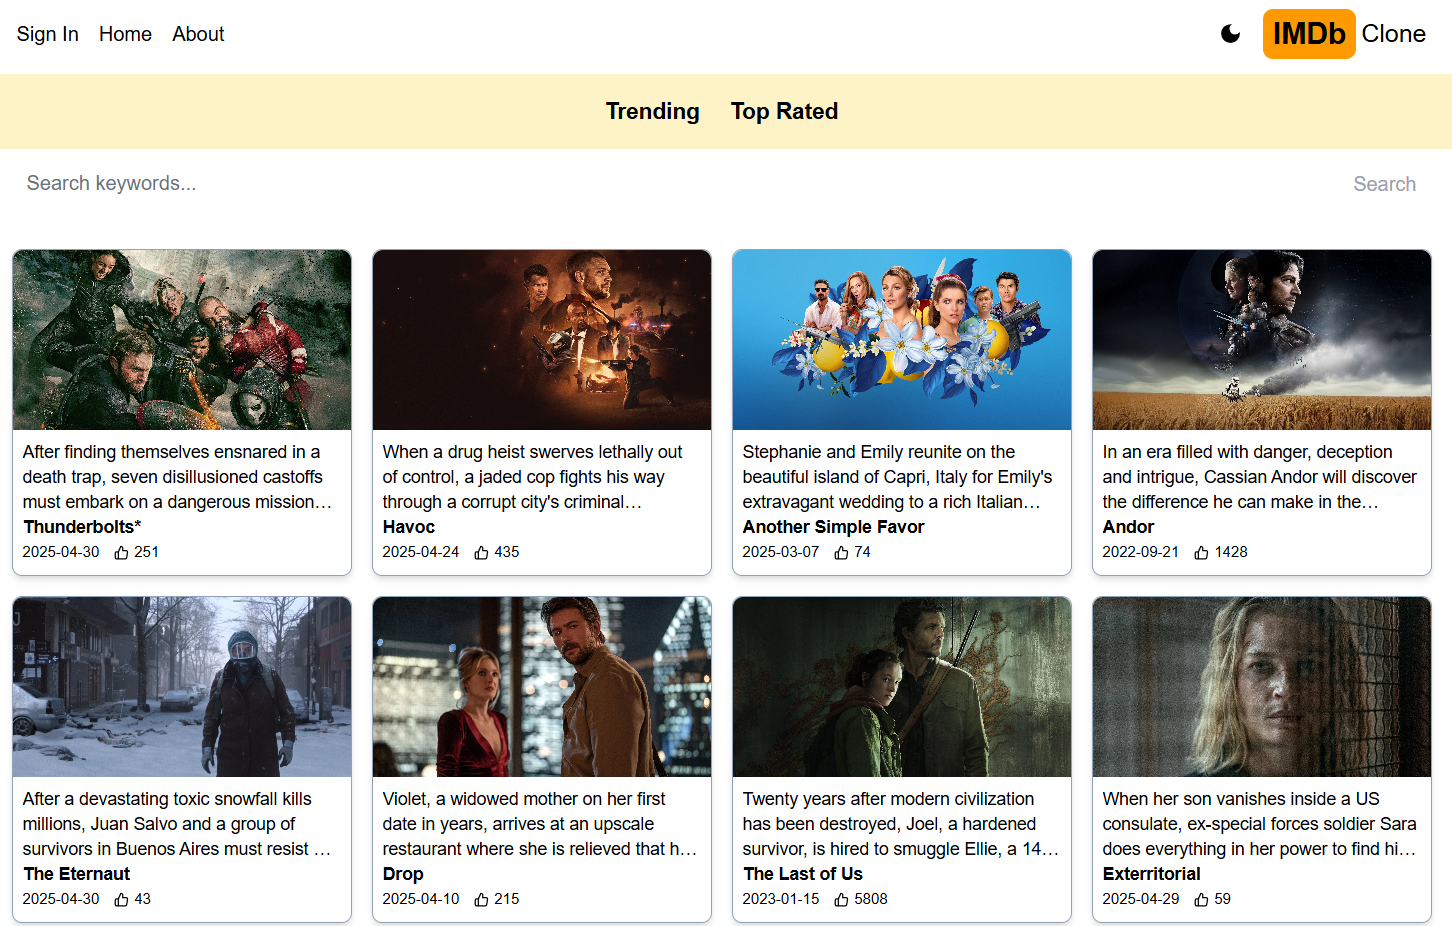 Sign In Home About IMDb Clone
Trending Top Rated
Search keywords... Search
After finding themselves ensnared in a
death trap, seven disillusioned castoffs
must embark on a dangerous mission…
Thunderbolts*
2025-04-30 251
When a drug heist swerves lethally out
of control, a jaded cop fights his way
through a corrupt city's criminal…
Havoc
2025-04-24 435
Stephanie and Emily reunite on the
beautiful island of Capri, Italy for Emily's
extravagant wedding to a rich Italian…
Another Simple Favor
2025-03-07 74
In an era filled with danger, deception
and intrigue, Cassian Andor will discover
the difference he can make in the…
Andor
2022-09-21 1428
After a devastating toxic snowfall kills
millions, Juan Salvo and a group of
survivors in Buenos Aires must resist …
The Eternaut
2025-04-30 43
Violet, a widowed mother on her first
date in years, arrives at an upscale
restaurant where she is relieved that h…
Drop
2025-04-10 215
Twenty years after modern civilization
has been destroyed, Joel, a hardened
survivor, is hired to smuggle Ellie, a 14…
The Last of Us
2023-01-15 5808
When her son vanishes inside a US
consulate, ex-special forces soldier Sara
does everything in her power to find hi…
Exterritorial
2025-04-29 59